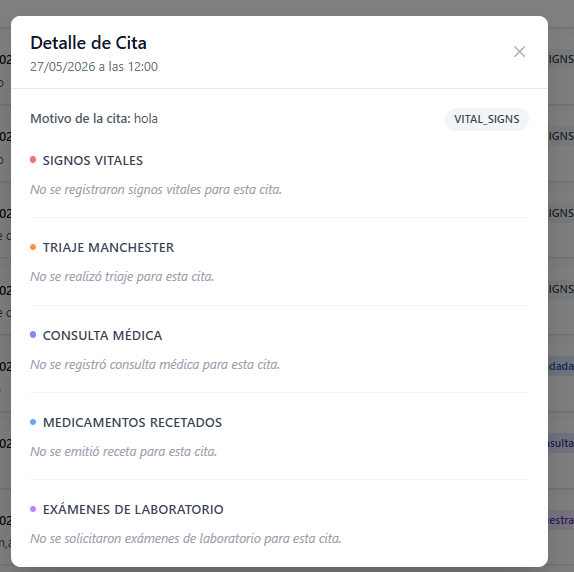 Detalle de Cita
27/05/2026 a las 12:00
Motivo de la cita: hola
VITAL_SIGNS
SIGNOS VITALES
No se registraron signos vitales para esta cita.
TRIAJE MANCHESTER
No se realizó triaje para esta cita.
CONSULTA MÉDICA
No se registró consulta médica para esta cita.
MEDICAMENTOS RECETADOS
No se emitió receta para esta cita.
EXÁMENES DE LABORATORIO
No se solicitaron exámenes de laboratorio para esta cita.